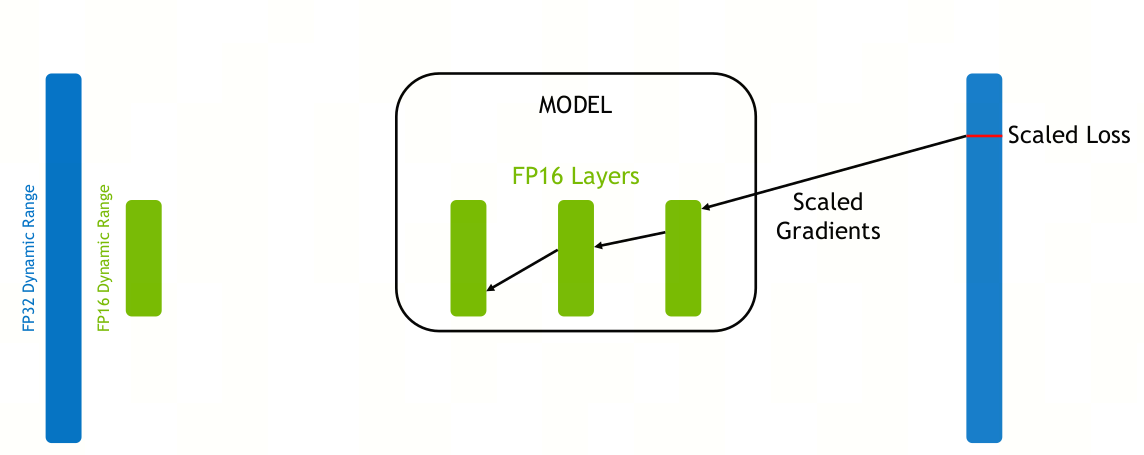 FP32 Dynamic Range
FP16 Dynamic Range
MODEL
FP16 Layers
Scaled
Gradients
Scaled Loss